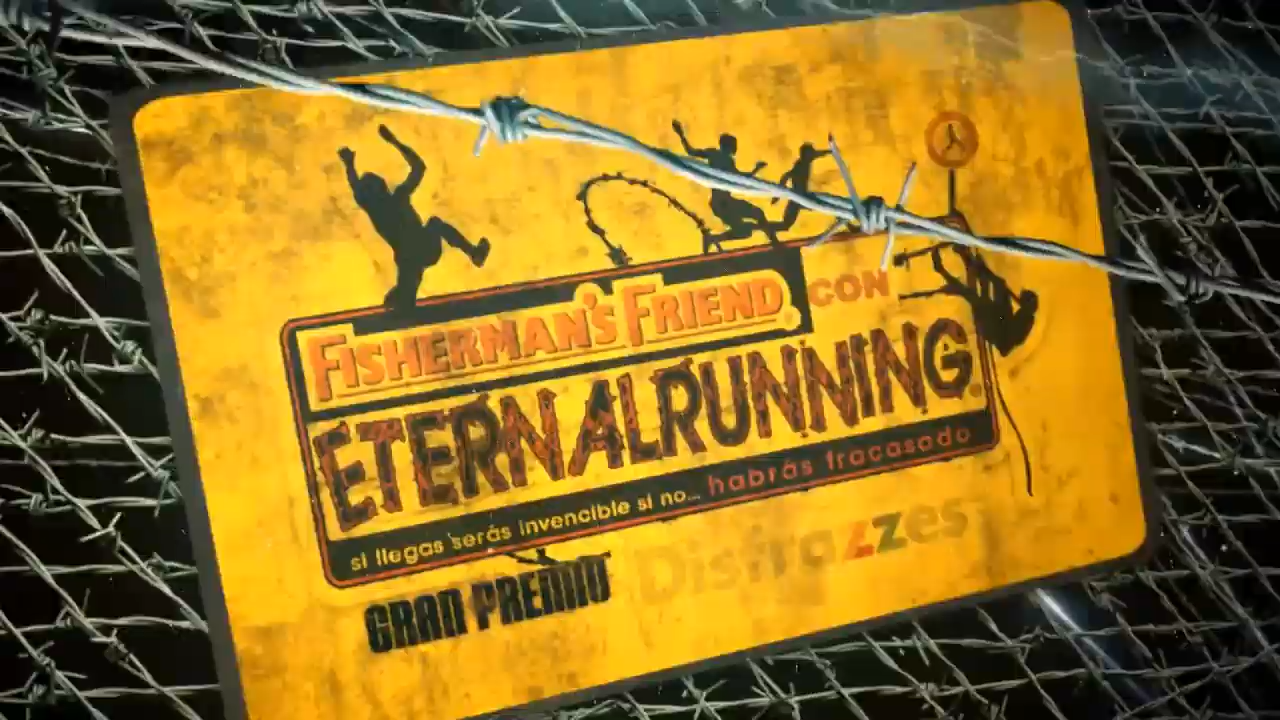 FISHERMAN'S FRIEND. CON
ETERNALRUNNING.
si llegas serás invencible si no... habrás fracasado
GRAN PREMIO Disfrazzes